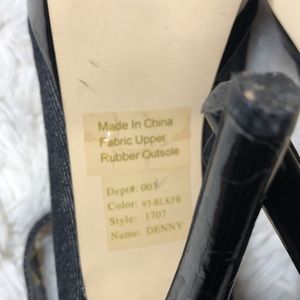 Made In China
Fabric Upper
Rubber Outsole
Dept#: 003
Color: 93-BLKFB
Style: 1707
Name: DENNY